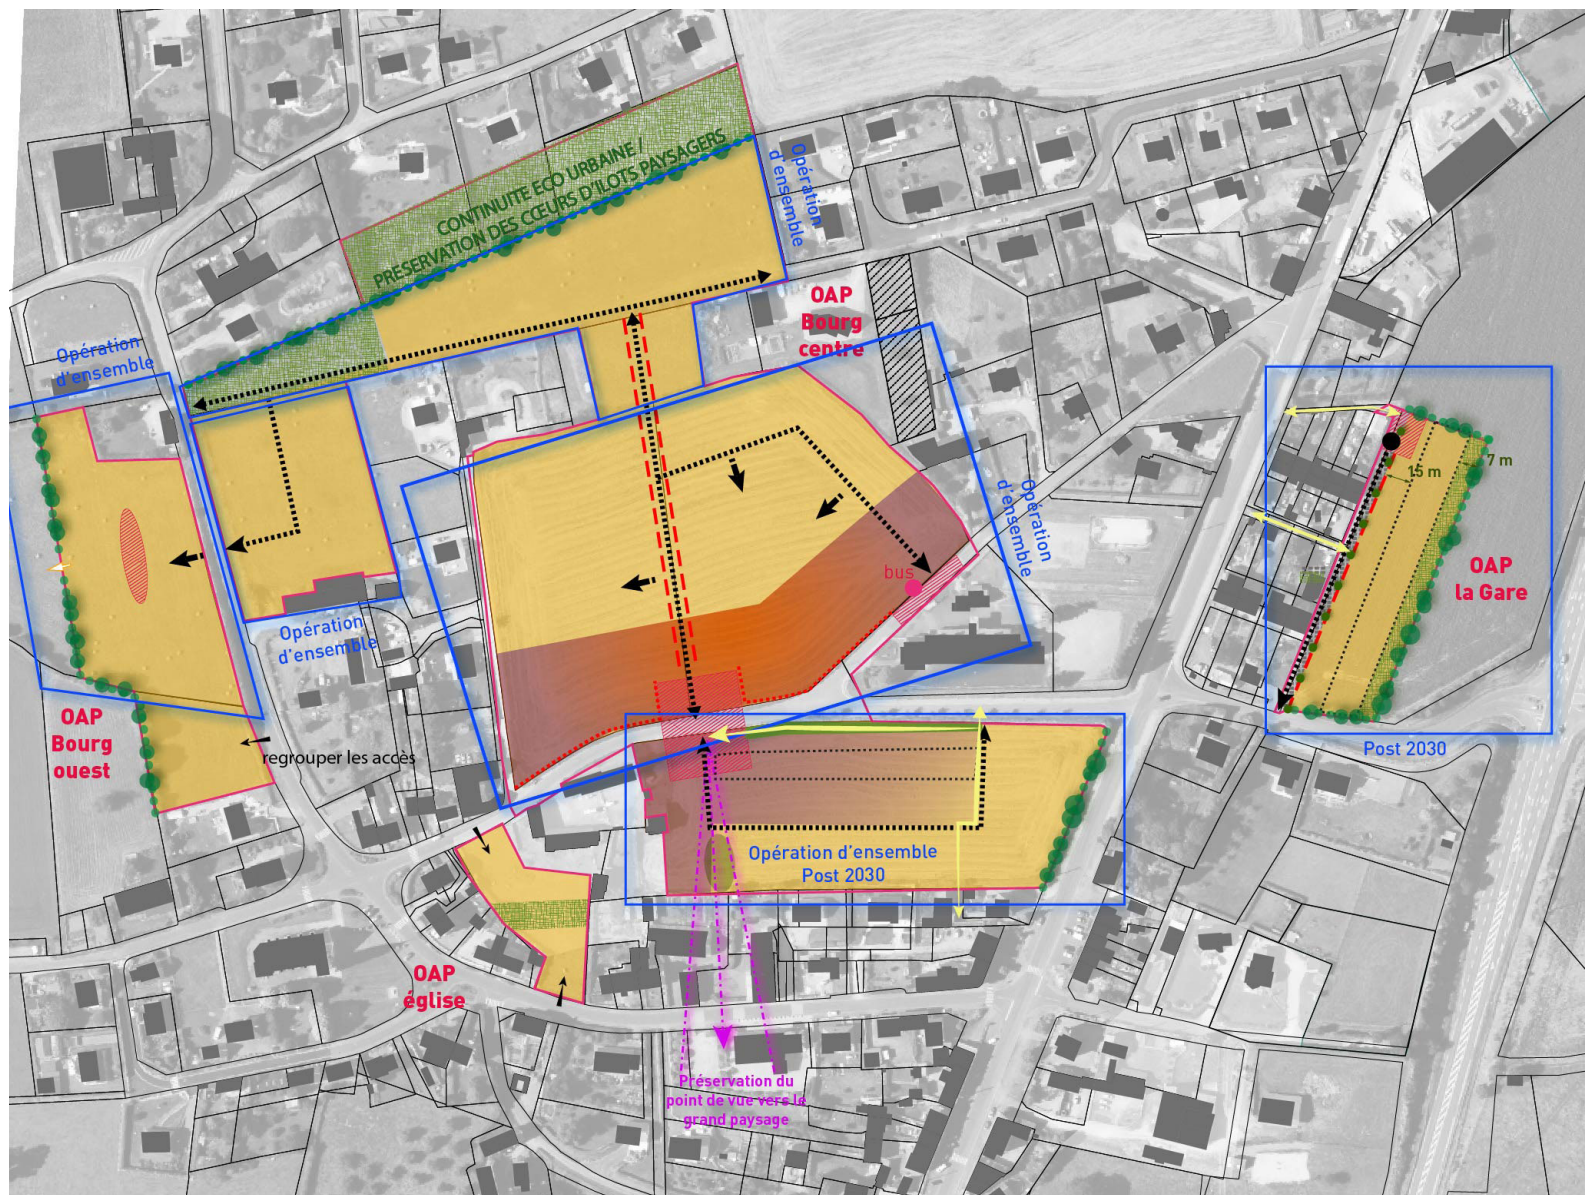 CONTINUITE ECO URBAINE /
PRESERVATION DES CŒURS D'ILOTS PAYSAGERS
Opération
d'ensemble
OAP
Bourg
centre
Opération
d'ensemble
15 m
7 m
Opération
d'ensemble
bus
OAP
la Gare
Opération
d'ensemble
OAP
Bourg
ouest
regrouper les accès
Post 2030
Opération d'ensemble
Post 2030
OAP
église
Préservation du
point de vue vers le
grand paysage